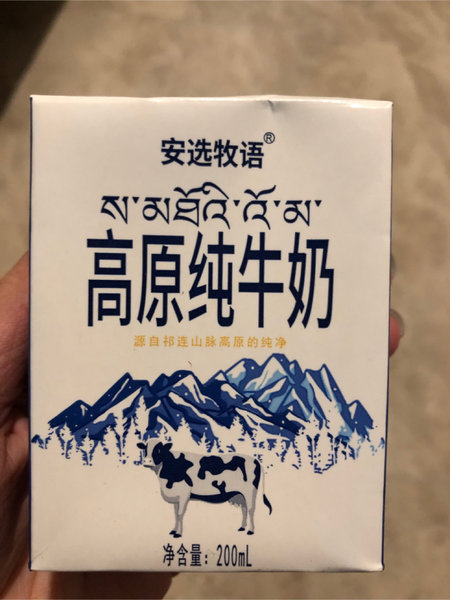 安选牧语®
ས་མཐོའི་འོ་མ་
高原纯牛奶
源自祁连山脉高原的纯净
净含量：200mL